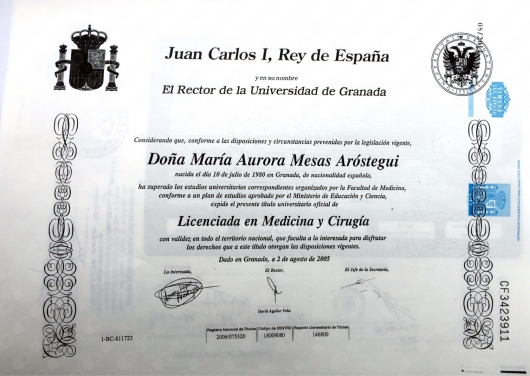 Juan Carlos I, Rey de España
y en su nombre
El Rector de la Universidad de Granada
Considerando que, conforme a las disposiciones y circunstancias prevenidas por la legislación vigente,
Doña María Aurora Mesas Aróstegui
nacida el día 10 de julio de 1980 en Granada, de nacionalidad española,
ha superado los estudios universitarios correspondientes organizados por la Facultad de Medicina,
conforme a un plan de estudios aprobado por el Ministerio de Educación y Ciencia,
expide el presente título universitario oficial de
Licenciada en Medicina y Cirugía
con validez en todo el territorio nacional, que faculta a la interesada para disfrutar
los derechos que a este título otorgan las disposiciones vigentes.
Dado en Granada, a 2 de agosto de 2005
La interesada, El Rector, El Jefe de la Secretaría,
David Aguilar Peña
1-BC-811723
Registro Nacional de Títulos Código de CENTRO Registro Universitario de Títulos
2006/075320 18009080 146800
CF3423911